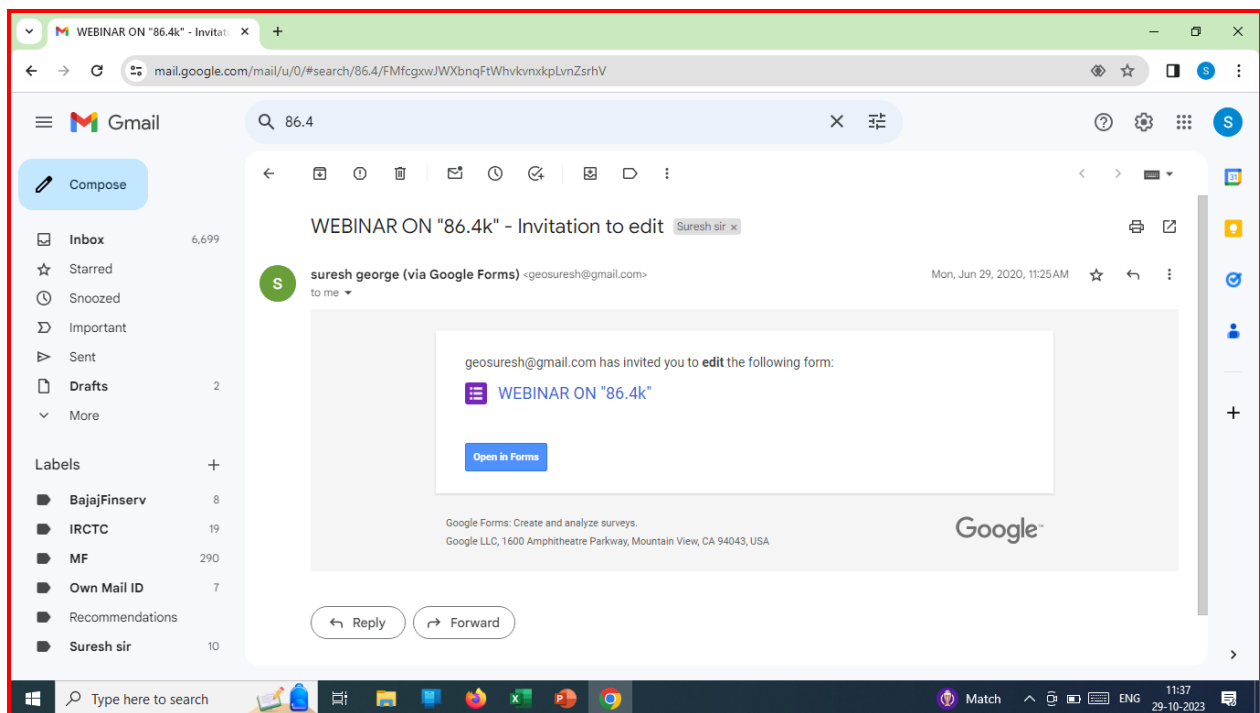 WEBINAR ON "86.4k" - Invitati
mail.google.com/mail/u/0/#search/86.4/FMfcgxwJWXbnqFtWhvkvnxkpLvnZsrhV
S
Gmail
86.4
S
Compose
31
WEBINAR ON "86.4k" - Invitation to edit Suresh sir ×
Inbox 6,699
Starred
Snoozed
Important
Sent
Drafts 2
More
S
suresh george (via Google Forms) <geosuresh@gmail.com> Mon, Jun 29, 2020, 11:25 AM
to me
geosuresh@gmail.com has invited you to edit the following form:
WEBINAR ON "86.4k"
Open in Forms
Google Forms: Create and analyze surveys.
Google LLC, 1600 Amphitheatre Parkway, Mountain View, CA 94043, USA
Google
Labels
BajajFinserv 8
IRCTC 19
MF 290
Own Mail ID 7
Recommendations
Suresh sir 10
Reply
Forward
Type here to search
Match
ENG
11:37
29-10-2023